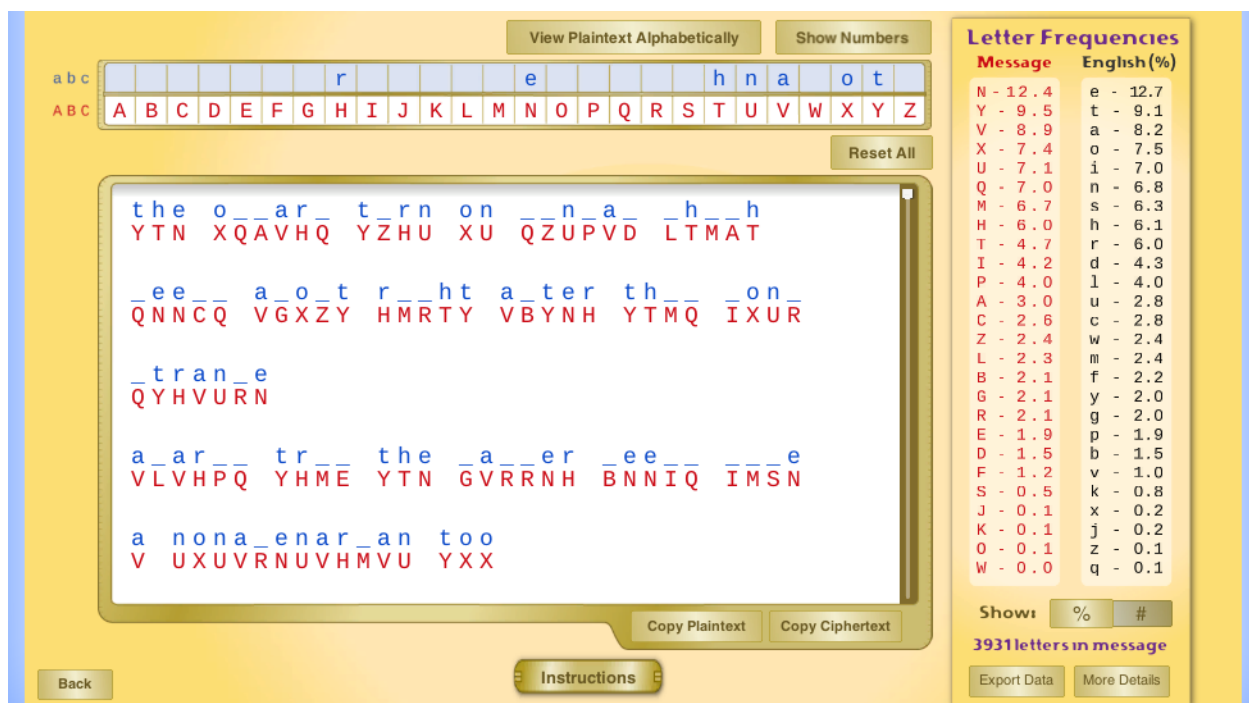 View Plaintext Alphabetically Show Numbers
a b c r e h n a o t
A B C A B C D E F G H I J K L M N O P Q R S T U V W X Y Z
Reset All
the o__ar_ t_rn on __n_a_ _h__h
YTN XQAVHQ YZHU XU QZUPVD LTMAT
_ee__ a_o_t r__ht a_ter th__ _on_
QNNCQ VGXZY HMRTY VBYNH YTMQ IXUR
_tran_e
QYHVURN
a_ar__ tr__ the _a__er _ee__ ___e
VLVHPQ YHME YTN GVRRNH BNNIQ IMSN
a nona_enar_an too
V UXUVRNUVHMVU YXX
Copy Plaintext Copy Ciphertext
Instructions
Back
Letter Frequencies
Message English (%)
N - 12.4 e - 12.7
Y - 9.5 t - 9.1
V - 8.9 a - 8.2
X - 7.4 o - 7.5
U - 7.1 i - 7.0
Q - 7.0 n - 6.8
M - 6.7 s - 6.3
H - 6.0 h - 6.1
T - 4.7 r - 6.0
I - 4.2 d - 4.3
P - 4.0 l - 4.0
A - 3.0 u - 2.8
C - 2.6 c - 2.8
Z - 2.4 w - 2.4
L - 2.3 m - 2.4
B - 2.1 f - 2.2
G - 2.1 y - 2.0
R - 2.1 g - 2.0
E - 1.9 p - 1.9
D - 1.5 b - 1.5
F - 1.2 v - 1.0
S - 0.5 k - 0.8
J - 0.1 x - 0.2
K - 0.1 j - 0.2
O - 0.1 z - 0.1
W - 0.0 q - 0.1
Show: % #
3931 letters in message
Export Data More Details